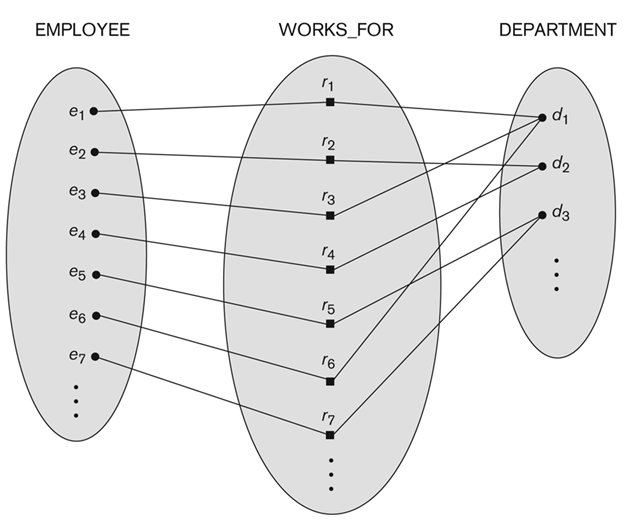 EMPLOYEE WORKS_FOR DEPARTMENT
e1
e2
e3
e4
e5
e6
e7
r1
r2
r3
r4
r5
r6
r7
d1
d2
d3